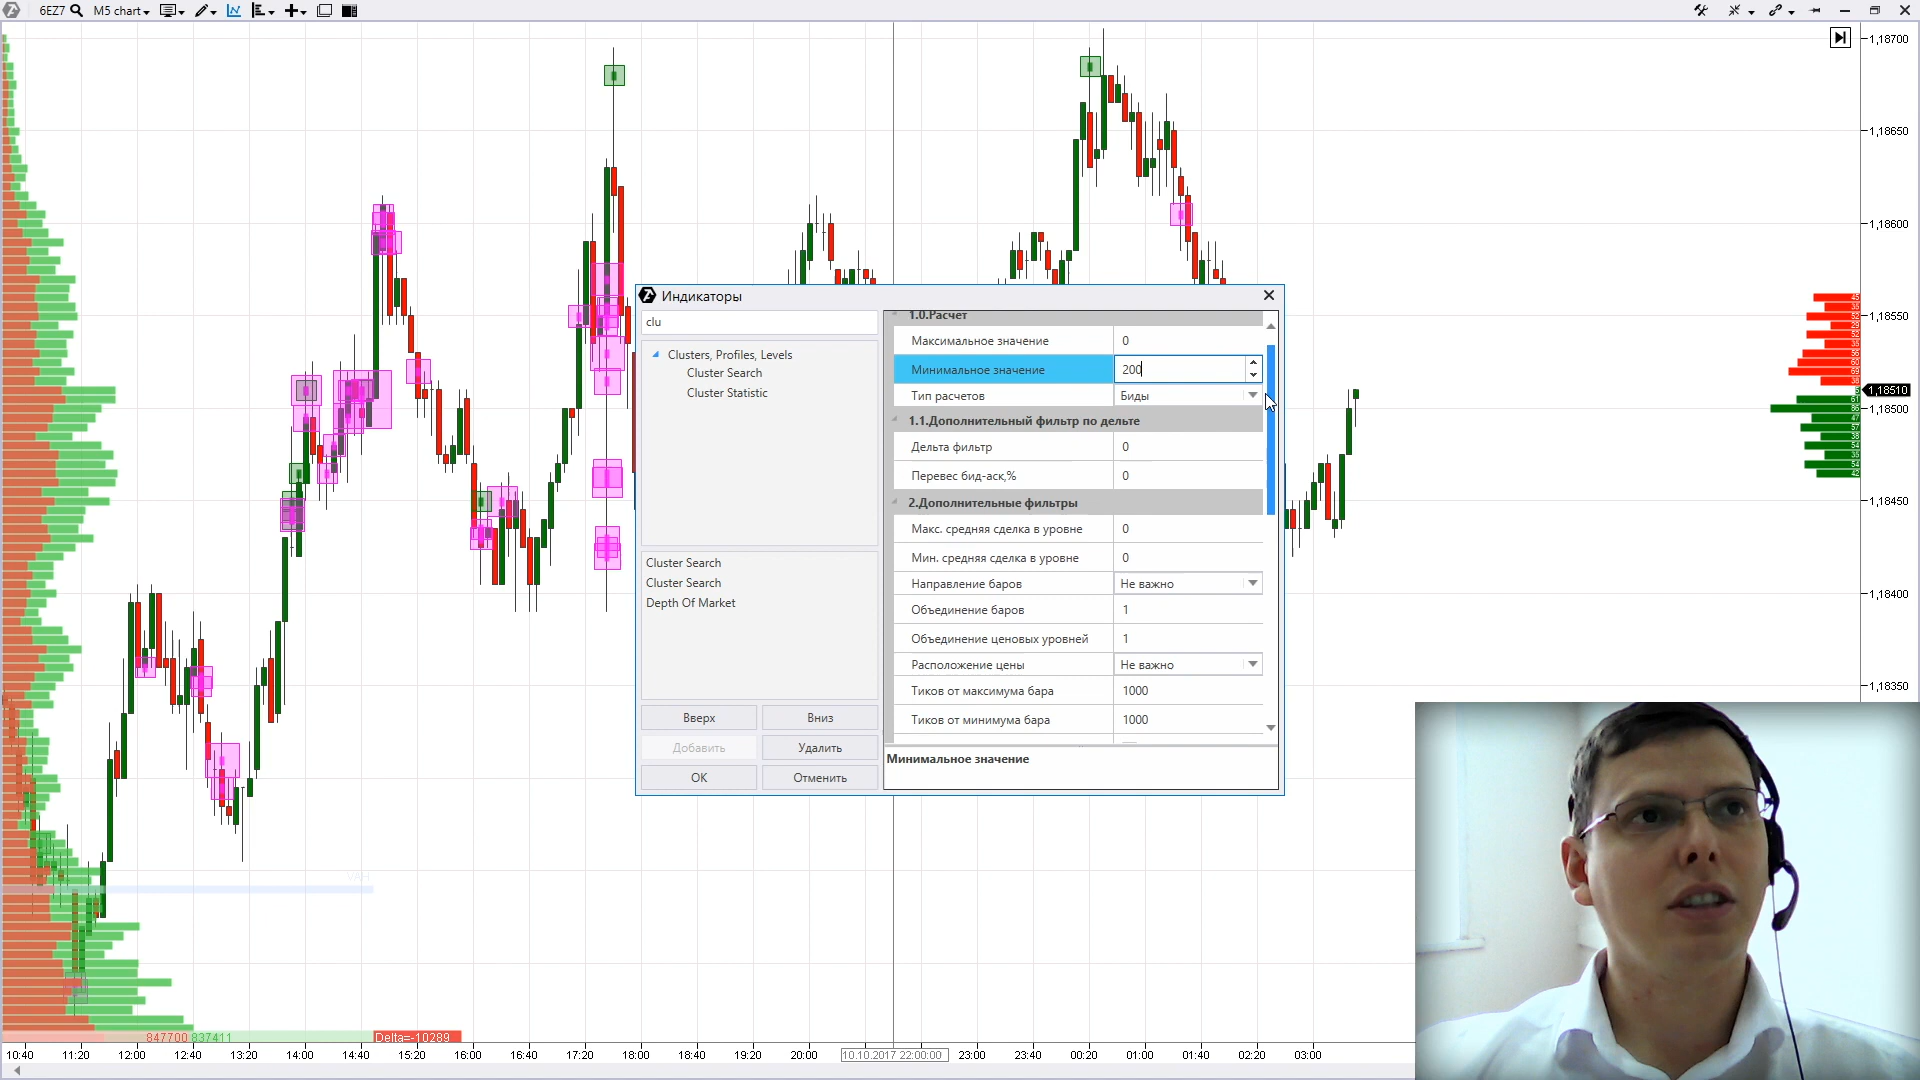 6EZ7 M5 chart
1,18700
1,18650
1,18600
1,18550
1,18510
1,18500
1,18450
1,18400
1,18350
Индикаторы
clu
Clusters, Profiles, Levels
Cluster Search
Cluster Statistic
Cluster Search
Cluster Search
Depth Of Market
Вверх Вниз
Добавить Удалить
ОК Отменить
1.0.Расчет
Максимальное значение 0
Минимальное значение 200
Тип расчетов Биды
1.1.Дополнительный фильтр по дельте
Дельта фильтр 0
Перевес бид-аск,% 0
2.Дополнительные фильтры
Макс. средняя сделка в уровне 0
Мин. средняя сделка в уровне 0
Направление баров Не важно
Объединение баров 1
Объединение ценовых уровней 1
Расположение цены Не важно
Тиков от максимума бара 1000
Тиков от минимума бара 1000
Минимальное значение
VAH
847700 837411 Delta=-10289
10:40 11:20 12:00 12:40 13:20 14:00 14:40 15:20 16:00 16:40 17:20 18:00 18:40 19:20 20:00 10.10.2017 22:00:00 23:00 23:40 00:20 01:00 01:40 02:20 03:00